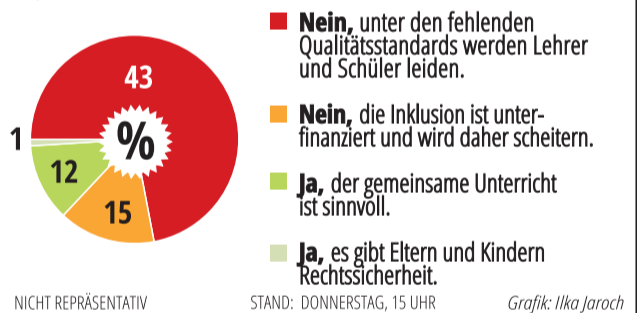 43
%
1
12
15
Nein, unter den fehlenden
Qualitätsstandards werden Lehrer
und Schüler leiden.
Nein, die Inklusion ist unter-
finanziert und wird daher scheitern.
Ja, der gemeinsame Unterricht
ist sinnvoll.
Ja, es gibt Eltern und Kindern
Rechtssicherheit.
NICHT REPRÄSENTATIV
STAND: DONNERSTAG, 15 UHR
Grafik: Ilka Jaroch